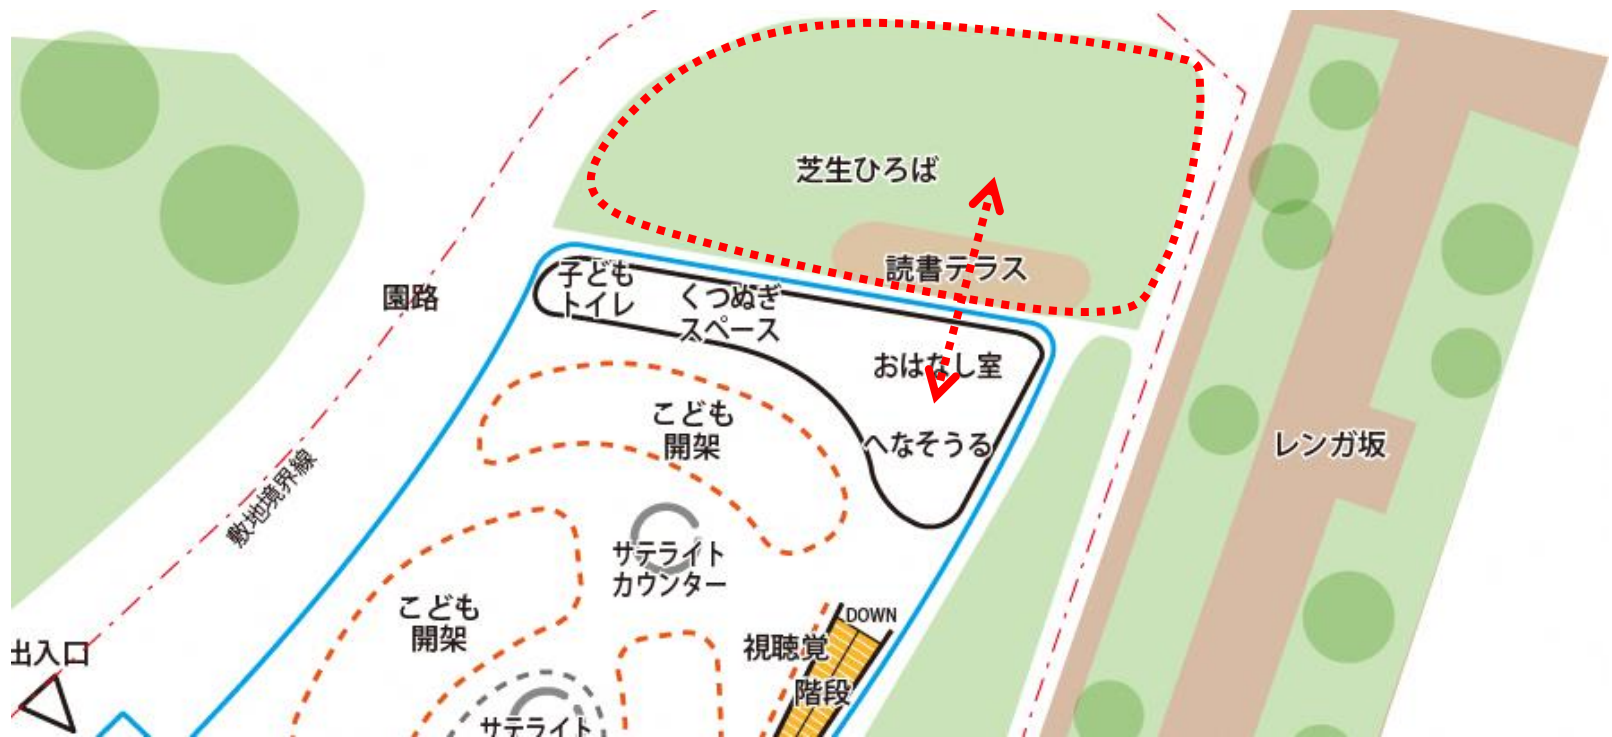 芝生ひろば
読書テラス
園路
子ども
トイレ
くつぬぎ
スペース
おはなし室
へなそうる
こども
開架
レンガ坂
敷地境界線
サテライト
カウンター
こども
開架
DOWN
視聴覚
階段
出入口
サテライト